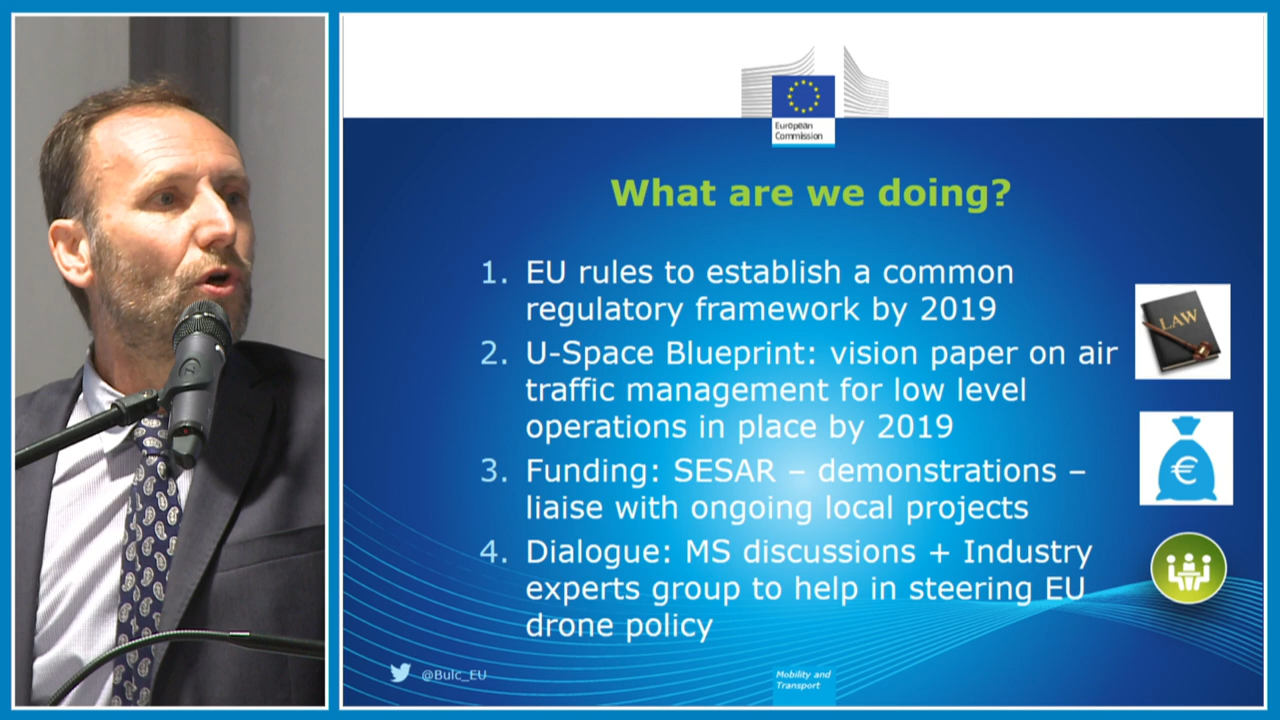 European
Commission
What are we doing?
1. EU rules to establish a common
regulatory framework by 2019
2. U-Space Blueprint: vision paper on air
traffic management for low level
operations in place by 2019
3. Funding: SESAR – demonstrations –
liaise with ongoing local projects
4. Dialogue: MS discussions + Industry
experts group to help in steering EU
drone policy
LAW
€
@Bulc_EU
Mobility and
Transport